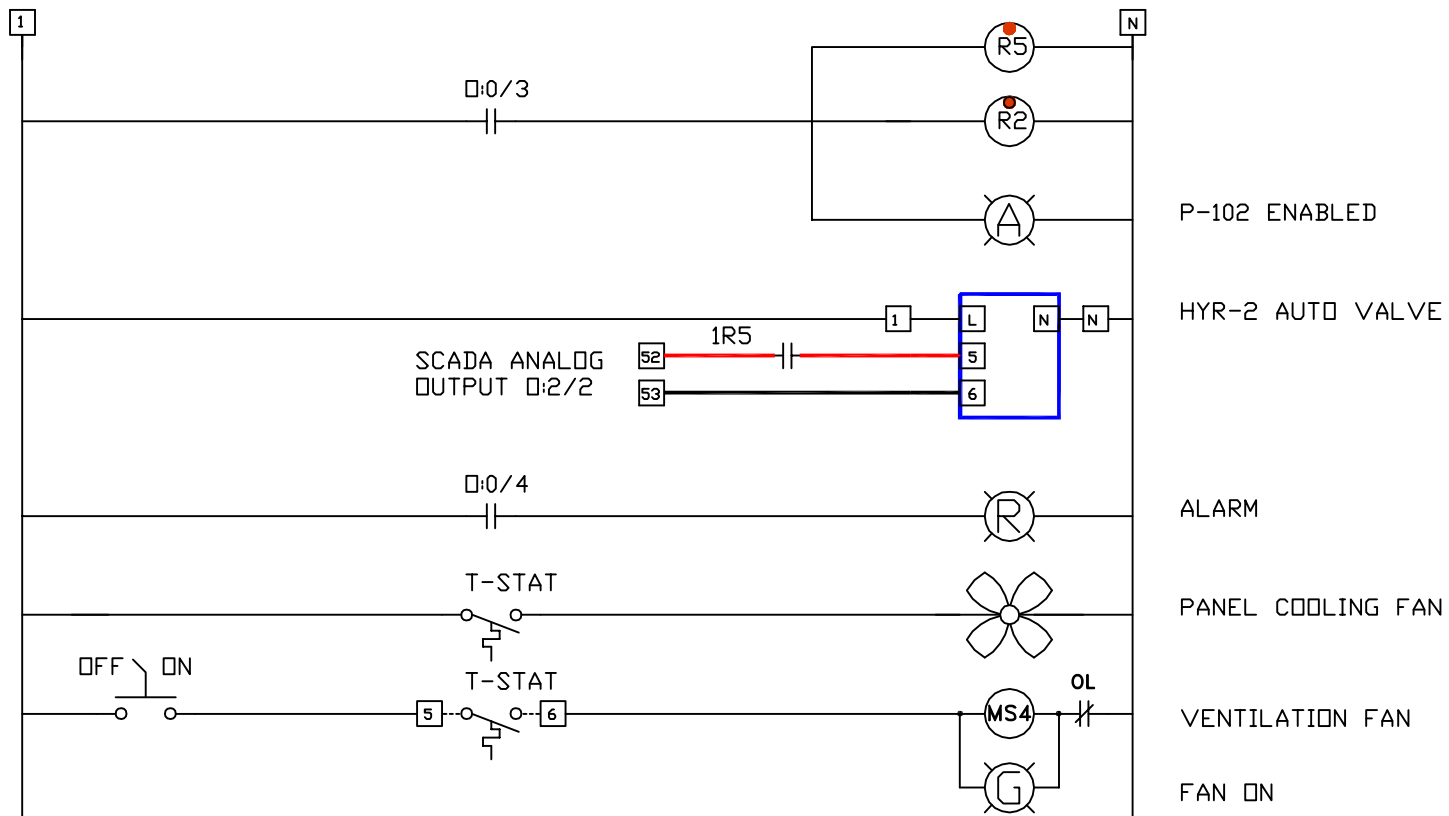 1
N
R5
O:0/3
R2
A
P-102 ENABLED
HYR-2 AUTO VALVE
1
L
N
N
1R5
SCADA ANALOG
OUTPUT O:2/2
52
5
53
6
O:0/4
R
ALARM
T-STAT
PANEL COOLING FAN
OFF ON
T-STAT
OL
5
6
MS4
VENTILATION FAN
G
FAN ON